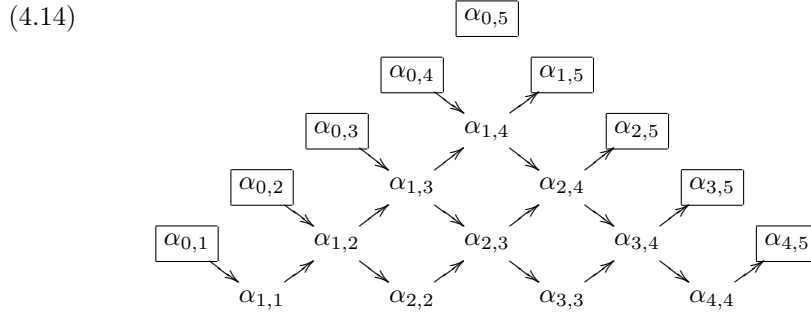 (4.14)
α0,5
α0,4 α1,5
α0,3 α1,4 α2,5
α0,2 α1,3 α2,4 α3,5
α0,1 α1,2 α2,3 α3,4 α4,5
α1,1 α2,2 α3,3 α4,4